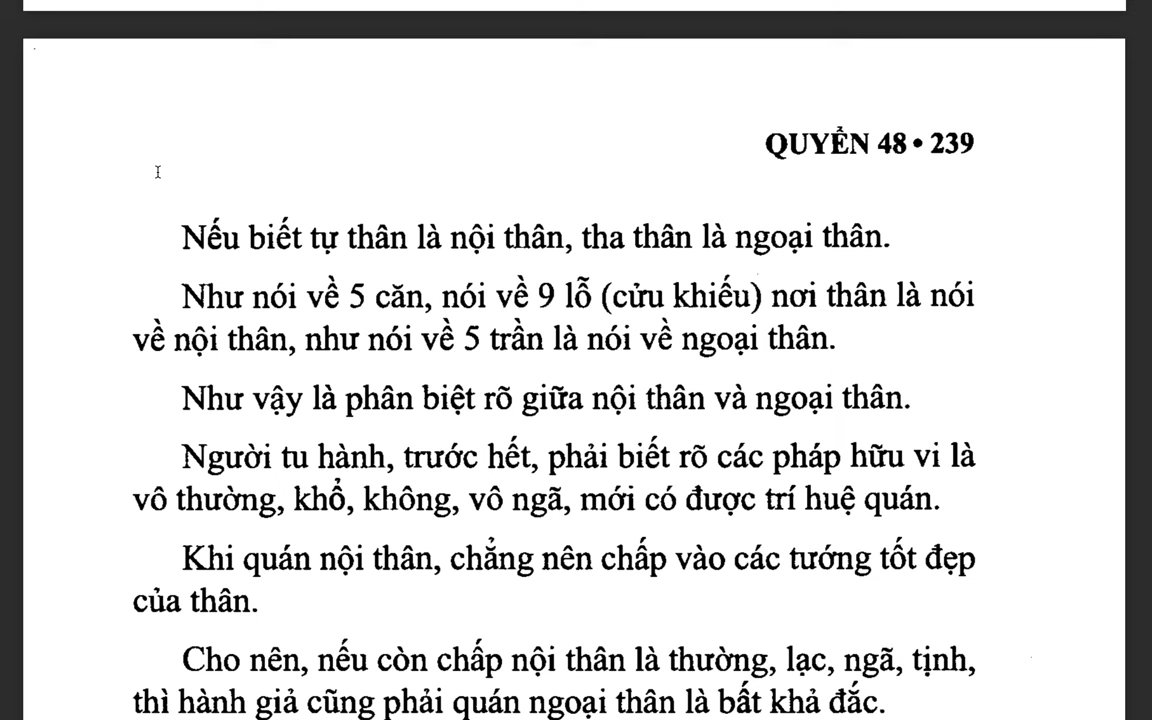 QUYỂN 48 • 239
Nếu biết tự thân là nội thân, tha thân là ngoại thân.
Như nói về 5 căn, nói về 9 lỗ (cửu khiếu) nơi thân là nói
về nội thân, như nói về 5 trần là nói về ngoại thân.
Như vậy là phân biệt rõ giữa nội thân và ngoại thân.
Người tu hành, trước hết, phải biết rõ các pháp hữu vi là
vô thường, khổ, không, vô ngã, mới có được trí huệ quán.
Khi quán nội thân, chẳng nên chấp vào các tướng tốt đẹp
của thân.
Cho nên, nếu còn chấp nội thân là thường, lạc, ngã, tịnh,
thì hành giả cũng phải quán ngoại thân là bất khả đắc.